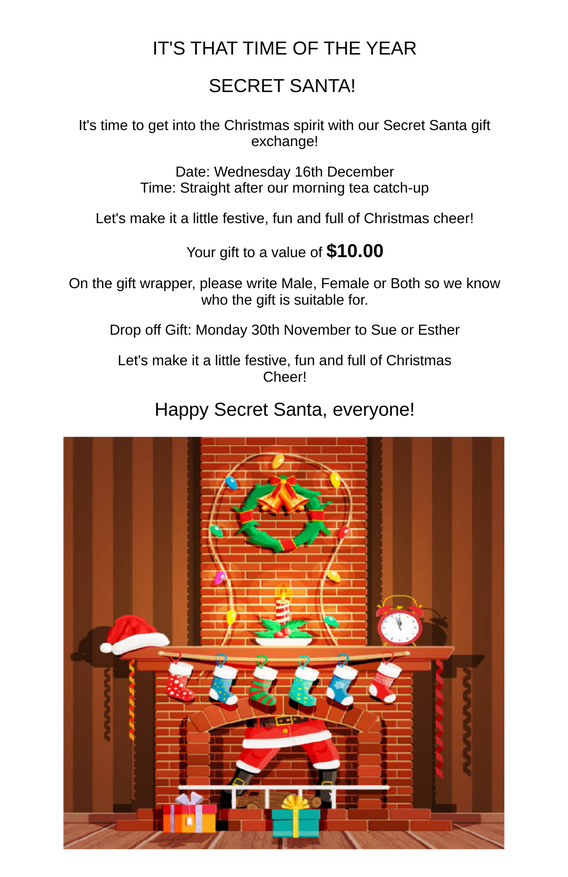 IT'S THAT TIME OF THE YEAR
SECRET SANTA!
It's time to get into the Christmas spirit with our Secret Santa gift
exchange!
Date: Wednesday 16th December
Time: Straight after our morning tea catch-up
Let's make it a little festive, fun and full of Christmas cheer!
Your gift to a value of $10.00
On the gift wrapper, please write Male, Female or Both so we know
who the gift is suitable for.
Drop off Gift: Monday 30th November to Sue or Esther
Let's make it a little festive, fun and full of Christmas
Cheer!
Happy Secret Santa, everyone!